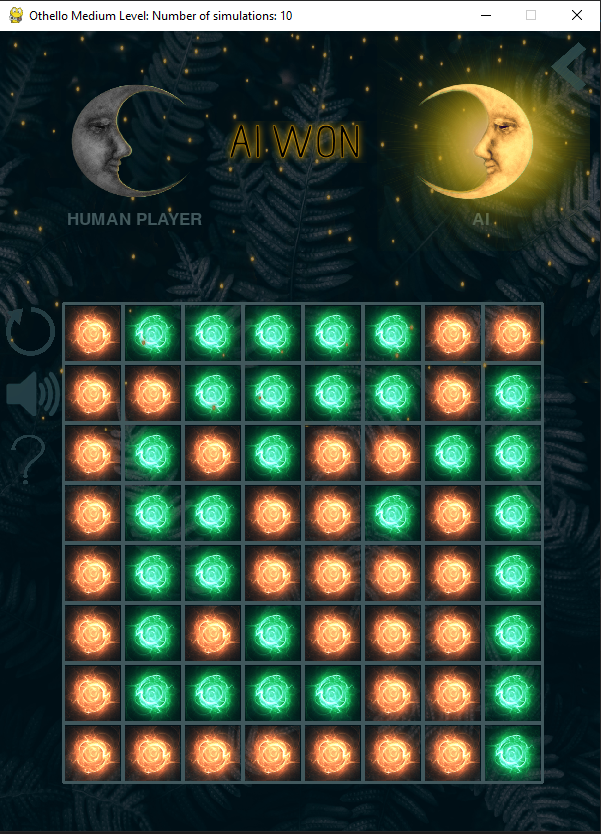 Othello Medium Level: Number of simulations: 10
AI WON
HUMAN PLAYER
AI
?